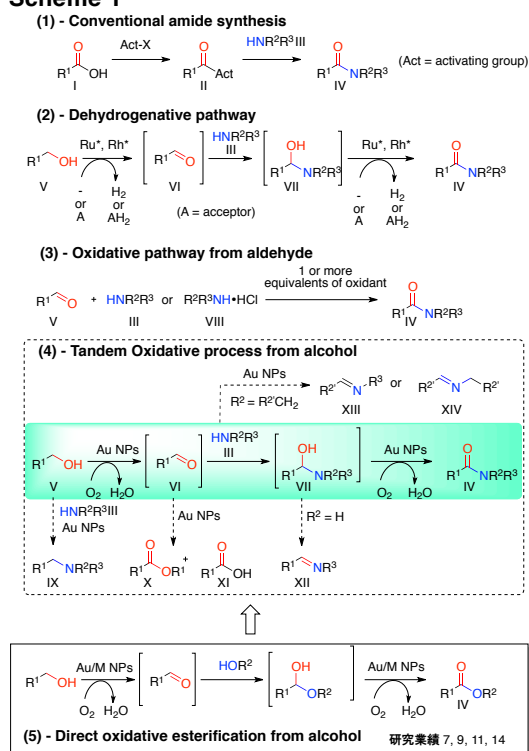 Scheme 1
(1) - Conventional amide synthesis
O
R¹ OH
I
Act-X
O
R¹ Act
II
HNR²R³ III
O
R¹ NR²R³
IV
(Act = activating group)
(2) - Dehydrogenative pathway
R¹ OH
V
Ru*, Rh*
- or A
H₂ or AH₂
R¹ O
VI
HNR²R³
III
(A = acceptor)
OH
R¹ NR²R³
VII
Ru*, Rh*
- or A
H₂ or AH₂
O
R¹ NR²R³
IV
(3) - Oxidative pathway from aldehyde
R¹ O
V
+ HNR²R³ or R²R³NH•HCl
III VIII
1 or more
equivalents of oxidant
O
R¹ NR²R³
IV
(4) - Tandem Oxidative process from alcohol
Au NPs
R² = R²'CH₂
R²' N R³ or R²' N R²'
XIII XIV
R¹ OH
V
Au NPs
O₂ H₂O
R¹ O
VI
HNR²R³
III
OH
R¹ NR²R³
VII
Au NPs
O₂ H₂O
O
R¹ NR²R³
IV
HNR²R³III
Au NPs
Au NPs
R² = H
R¹ NR²R³
IX
O
R¹ OR¹
X
+
O
R¹ OH
XI
R¹ NR³
XII
R¹ OH
Au/M NPs
O₂ H₂O
R¹ O
HOR²
OH
R¹ OR²
Au/M NPs
O₂ H₂O
O
R¹ OR²
IV
(5) - Direct oxidative esterification from alcohol
研究業績 7, 9, 11, 14